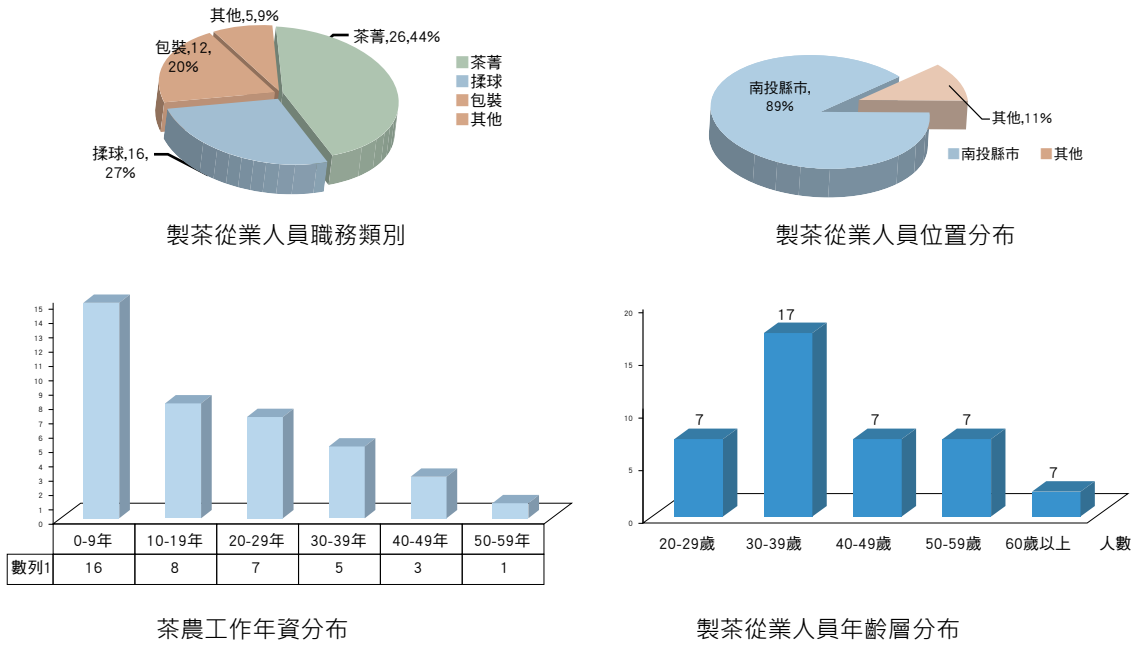 其他,5,9%
茶菁,26,44%
包裝,12,
20%
揉球,16,
27%
茶菁
揉球
包裝
其他
製茶從業人員職務類別
南投縣市,
89%
其他,11%
南投縣市
其他
製茶從業人員位置分布
15
14
13
12
11
10
9
8
7
6
5
4
3
2
1
0
0-9年 10-19年 20-29年 30-39年 40-49年 50-59年
數列1 16 8 7 5 3 1
茶農工作年資分布
20
15
10
5
0
7
17
7
7
7
20-29歲 30-39歲 40-49歲 50-59歲 60歲以上 人數
製茶從業人員年齡層分布